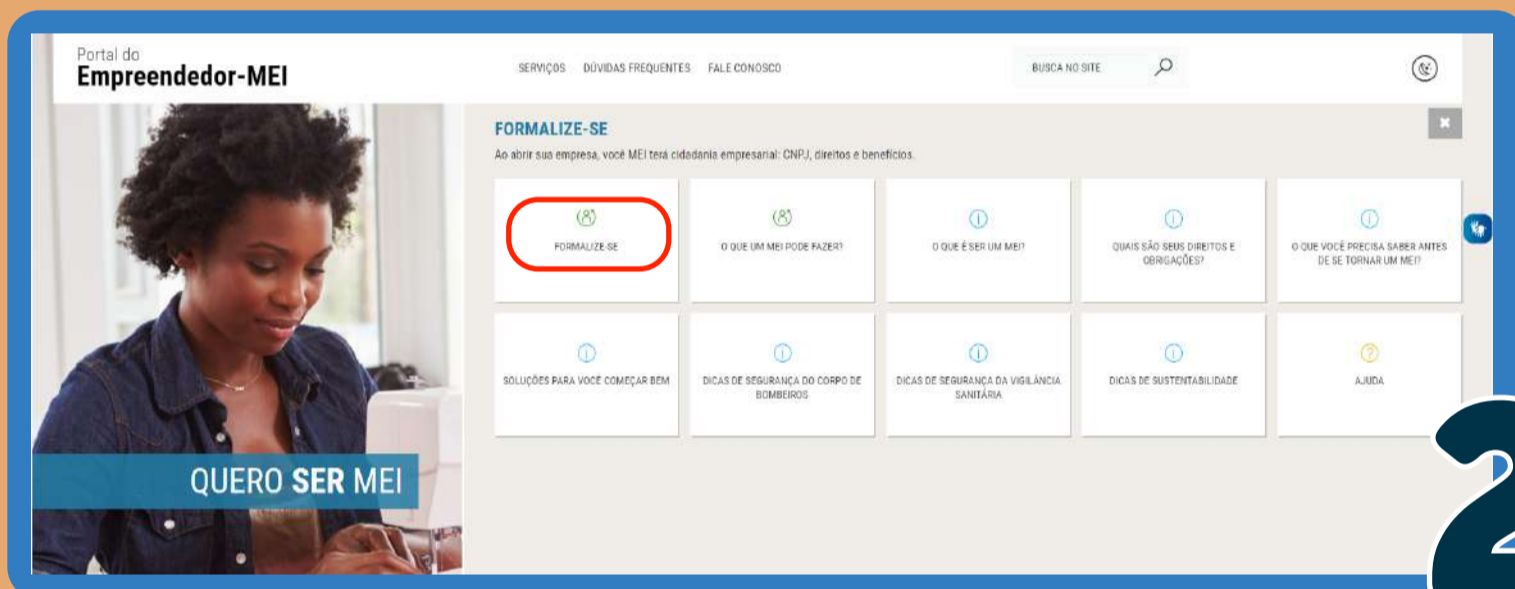 Portal do
Empreendedor-MEI
SERVIÇOS DÚVIDAS FREQUENTES FALE CONOSCO
BUSCA NO SITE
FORMALIZE-SE
Ao abrir sua empresa, você MEI terá cidadania empresarial: CNPJ, direitos e benefícios.
FORMALIZE-SE
O QUE UM MEI PODE FAZER?
O QUE É SER UM MEI?
QUAIS SÃO SEUS DIREITOS E
OBRIGAÇÕES?
O QUE VOCÊ PRECISA SABER ANTES
DE SE TORNAR UM MEI?
SOLUÇÕES PARA VOCÊ COMEÇAR BEM
DICAS DE SEGURANÇA DO CORPO DE
BOMBEIROS
DICAS DE SEGURANÇA DA VIGILÂNCIA
SANITÁRIA
DICAS DE SUSTENTABILIDADE
AJUDA
QUERO SER MEI
2